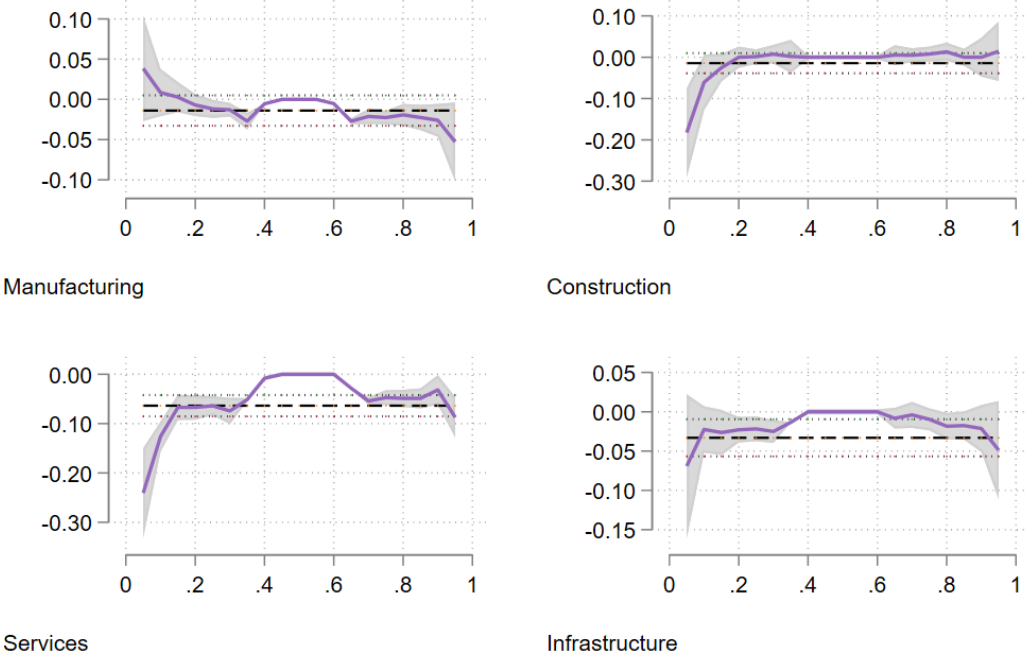 0.10
0.05
0.00
-0.05
-0.10
0 .2 .4 .6 .8 1
Manufacturing
0.10
0.00
-0.10
-0.20
-0.30
0 .2 .4 .6 .8 1
Construction
0.00
-0.10
-0.20
-0.30
0 .2 .4 .6 .8 1
Services
0.05
0.00
-0.05
-0.10
-0.15
0 .2 .4 .6 .8 1
Infrastructure